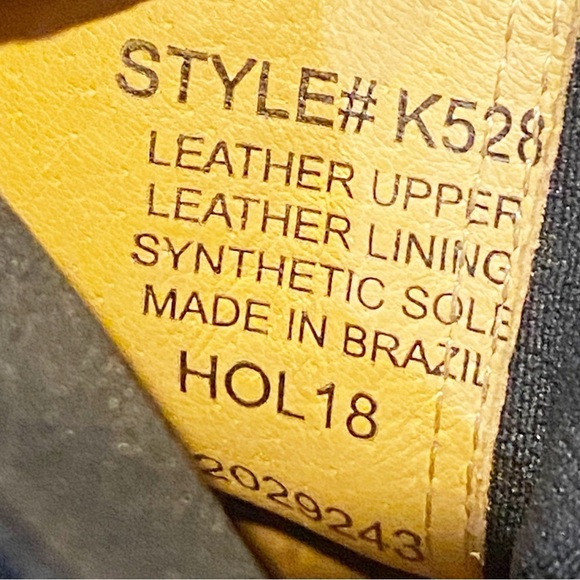 STYLE# K528
LEATHER UPPER
LEATHER LINING
SYNTHETIC SOLE
MADE IN BRAZIL
HOL18
2029243